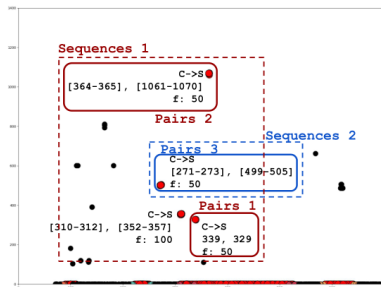 Sequences 1
C->S
[364-365], [1061-1070]
f: 50
Pairs 2
Sequences 2
Pairs 3
C->S
[271-273], [499-505]
f: 50
Pairs 1
C->S
[310-312], [352-357]
f: 100
C->S
339, 329
f: 50